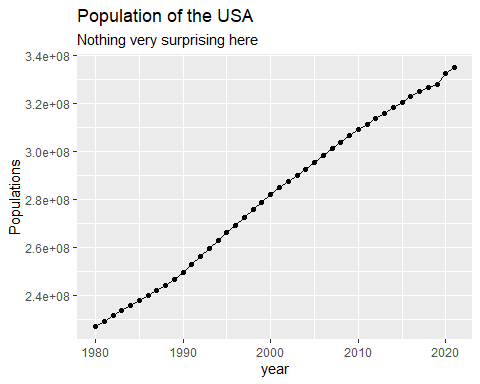 Population of the USA
Nothing very surprising here
3.4e+08
3.2e+08
3.0e+08
2.8e+08
2.6e+08
2.4e+08
Populations
1980 1990 2000 2010 2020
year